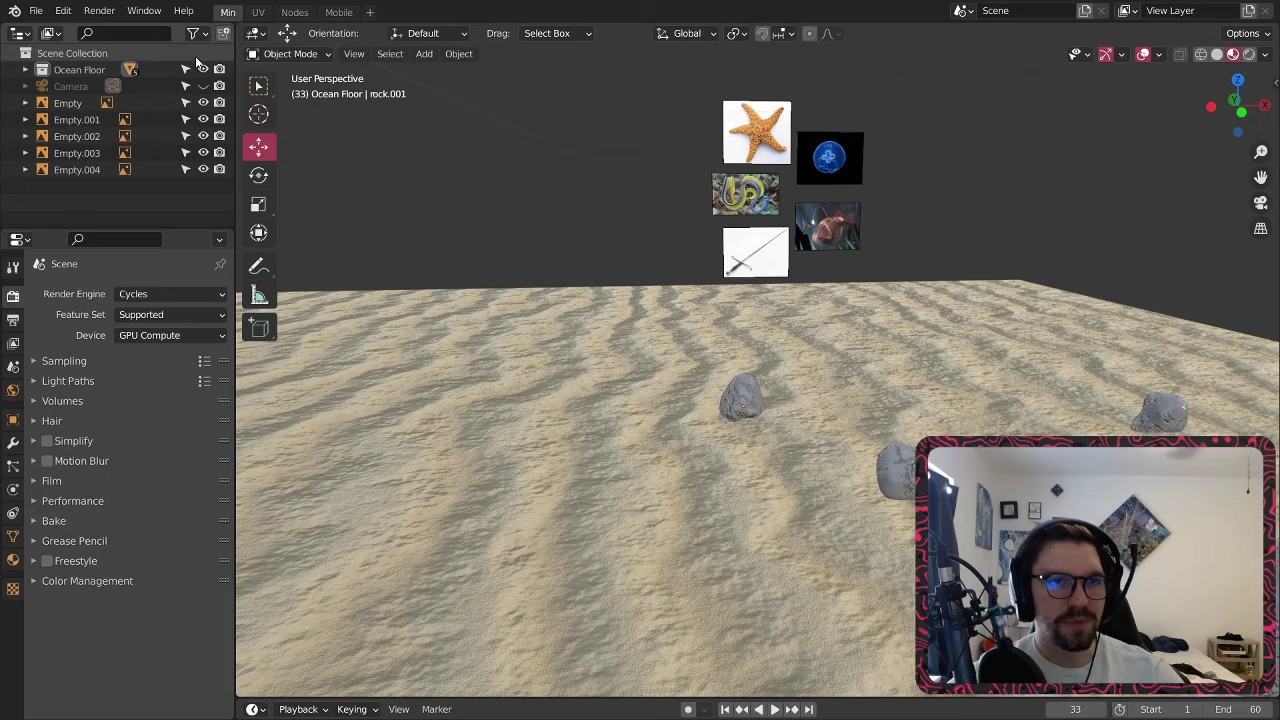 File Edit Render Window Help Min UV Nodes Mobile + Scene View Layer
Orientation: Default Drag: Select Box Global Options
Object Mode View Select Add Object
Scene Collection
Ocean Floor 5
Camera
Empty
Empty.001
Empty.002
Empty.003
Empty.004
User Perspective
(33) Ocean Floor | rock.001
Z
Y
X
Scene
Render Engine Cycles
Feature Set Supported
Device GPU Compute
Sampling
Light Paths
Volumes
Hair
Simplify
Motion Blur
Film
Performance
Bake
Grease Pencil
Freestyle
Color Management
Playback Keying View Marker 33 Start 1 End 60